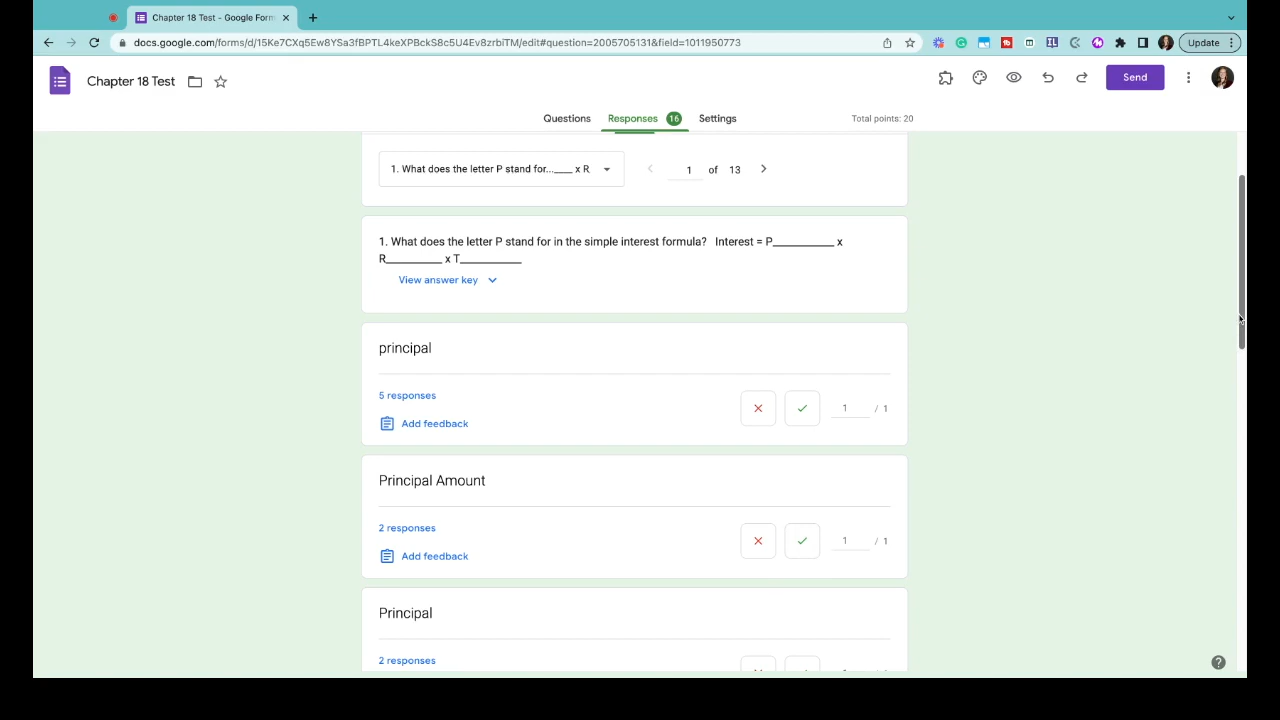 Chapter 18 Test - Google Form
docs.google.com/forms/d/15Ke7CXq5Ew8YSa3fBPTL4keXPBckS8c5U4Ev8zrbiTM/edit#question=2005705131&field=1011950773
Update
Chapter 18 Test
Send
Questions
Responses 16
Settings
Total points: 20
1. What does the letter P stand for...____ x R
1 of 13
1. What does the letter P stand for in the simple interest formula? Interest = P__________ x
R_________ x T__________
View answer key
principal
5 responses
1 / 1
Add feedback
Principal Amount
2 responses
1 / 1
Add feedback
Principal
2 responses